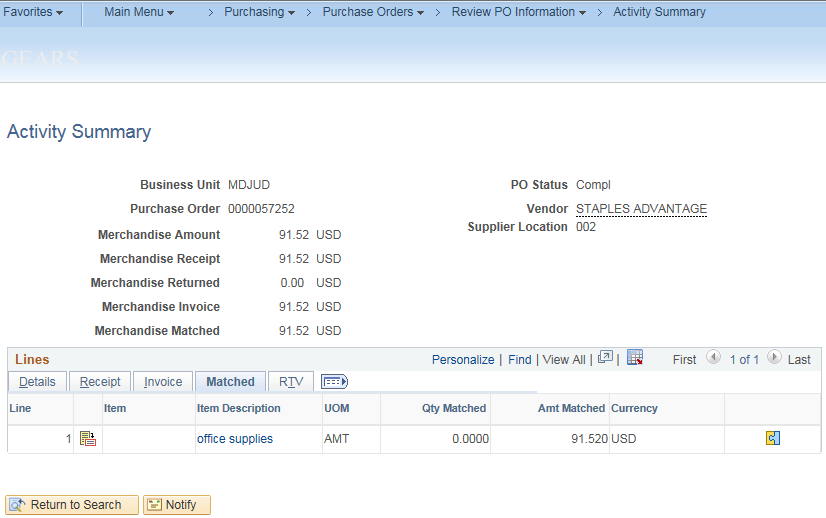 Favorites Main Menu > Purchasing > Purchase Orders > Review PO Information > Activity Summary
GEARS
Activity Summary
Business Unit MDJUD PO Status Compl
Purchase Order 0000057252 Vendor STAPLES ADVANTAGE
Supplier Location 002
Merchandise Amount 91.52 USD
Merchandise Receipt 91.52 USD
Merchandise Returned 0.00 USD
Merchandise Invoice 91.52 USD
Merchandise Matched 91.52 USD
Lines Personalize | Find | View All | | First 1 of 1 Last
Details Receipt Invoice Matched RTV
Line Item Item Description UOM Qty Matched Amt Matched Currency
1 office supplies AMT 0.0000 91.520 USD
Return to Search Notify